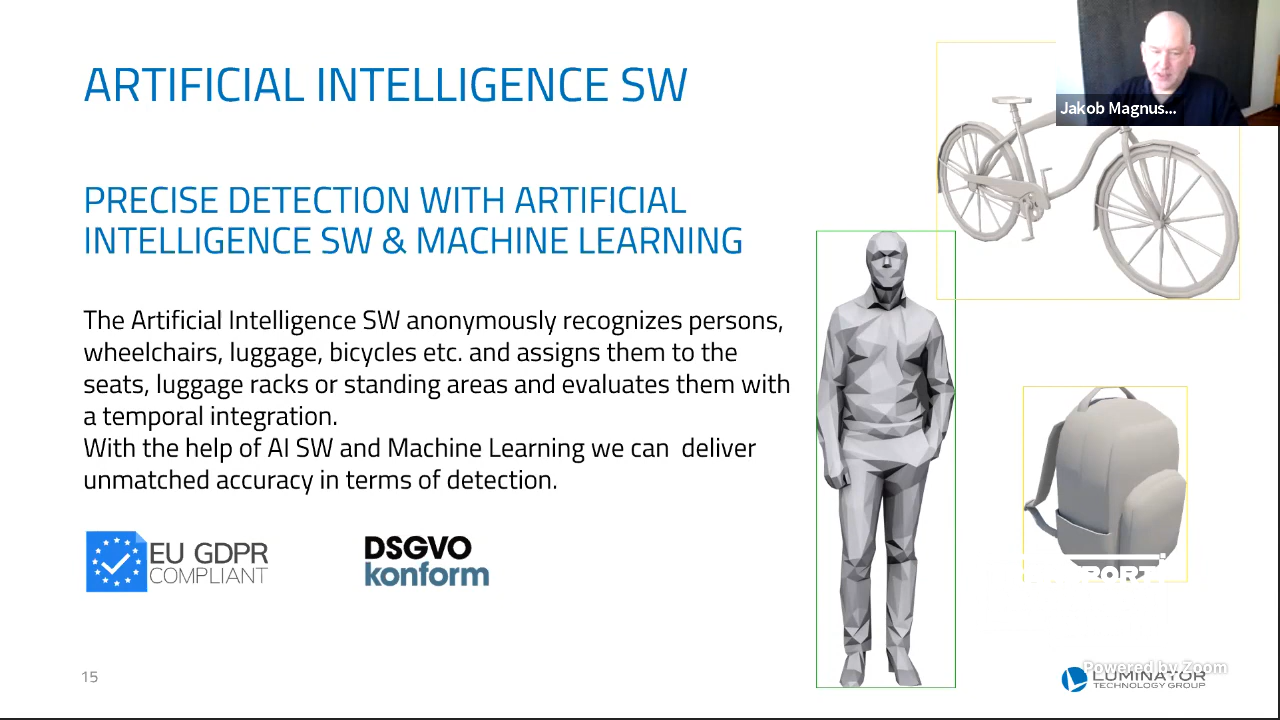 ARTIFICIAL INTELLIGENCE SW
Jakob Magnus...
PRECISE DETECTION WITH ARTIFICIAL
INTELLIGENCE SW & MACHINE LEARNING
The Artificial Intelligence SW anonymously recognizes persons,
wheelchairs, luggage, bicycles etc. and assigns them to the
seats, luggage racks or standing areas and evaluates them with
a temporal integration.
With the help of AI SW and Machine Learning we can  deliver
unmatched accuracy in terms of detection.
EU GDPR
COMPLIANT
DSGVO
konform
15
Powered by Zoom
LUMINATOR
TECHNOLOGY GROUP